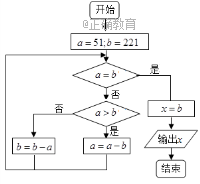 开始
@正确教育
a=51;b=221
a=b
是
否
a>b
x=b
否
是
输出x
b=b-a
a=a-b
结束